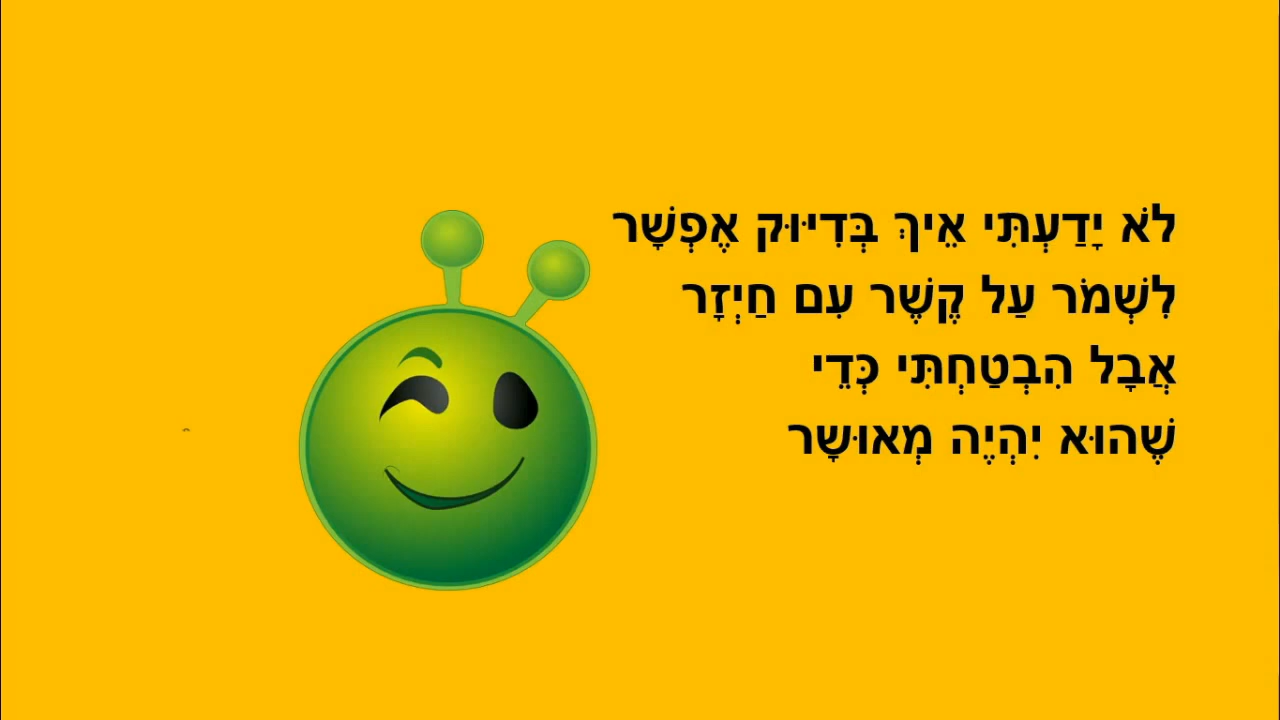 לֹא יָדַעְתִּי אֵיךְ בְּדִיּוּק אֶפְשָׁר
לִשְׁמֹר עַל קֶשֶׁר עִם חַיְזָר
אֲבָל הִבְטַחְתִּי כְּדֵי
שֶׁהוּא יִהְיֶה מְאוּשָׁר